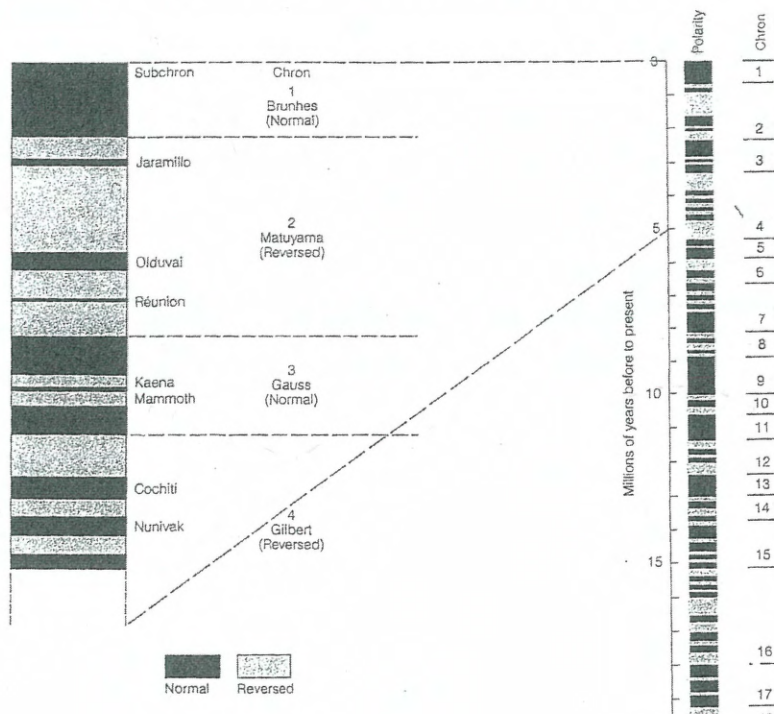 Subchron
Chron
1
Brunhes
(Normal)
Jaramillo
2
Matuyama
(Reversed)
Olduvai
Réunion
3
Gauss
(Normal)
Kaena
Mammoth
Cochiti
Nunivak
4
Gilbert
(Reversed)
Normal
Reversed
Millions of years before to present
0
5
10
15
Polarity
Chron
1
2
3
4
5
6
7
8
9
10
11
12
13
14
15
16
17